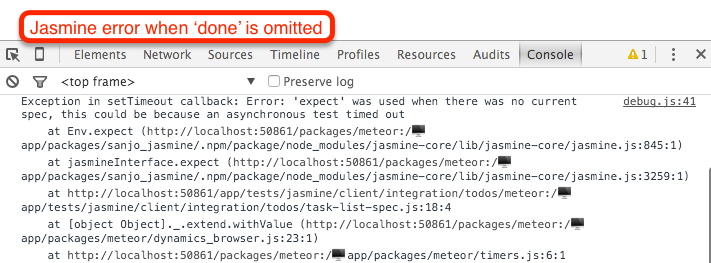 Jasmine error when ‘done’ is omitted
Elements Network Sources Timeline Profiles Resources Audits Console 1
<top frame> Preserve log
Exception in setTimeout callback: Error: 'expect' was used when there was no current debug.js:41
spec, this could be because an asynchronous test timed out
at Env.expect (http://localhost:50861/packages/meteor:/
app/packages/sanjo_jasmine/.npm/package/node_modules/jasmine-core/lib/jasmine-core/jasmine.js:845:1)
at jasmineInterface.expect (http://localhost:50861/packages/meteor:/
app/packages/sanjo_jasmine/.npm/package/node_modules/jasmine-core/lib/jasmine-core/jasmine.js:3259:1)
at http://localhost:50861/app/tests/jasmine/client/integration/todos/meteor:/
app/tests/jasmine/client/integration/todos/task-list-spec.js:18:4
at [object Object]._.extend.withValue (http://localhost:50861/packages/meteor:/
app/packages/meteor/dynamics_browser.js:23:1)
at http://localhost:50861/packages/meteor:/app/packages/meteor/timers.js:6:1